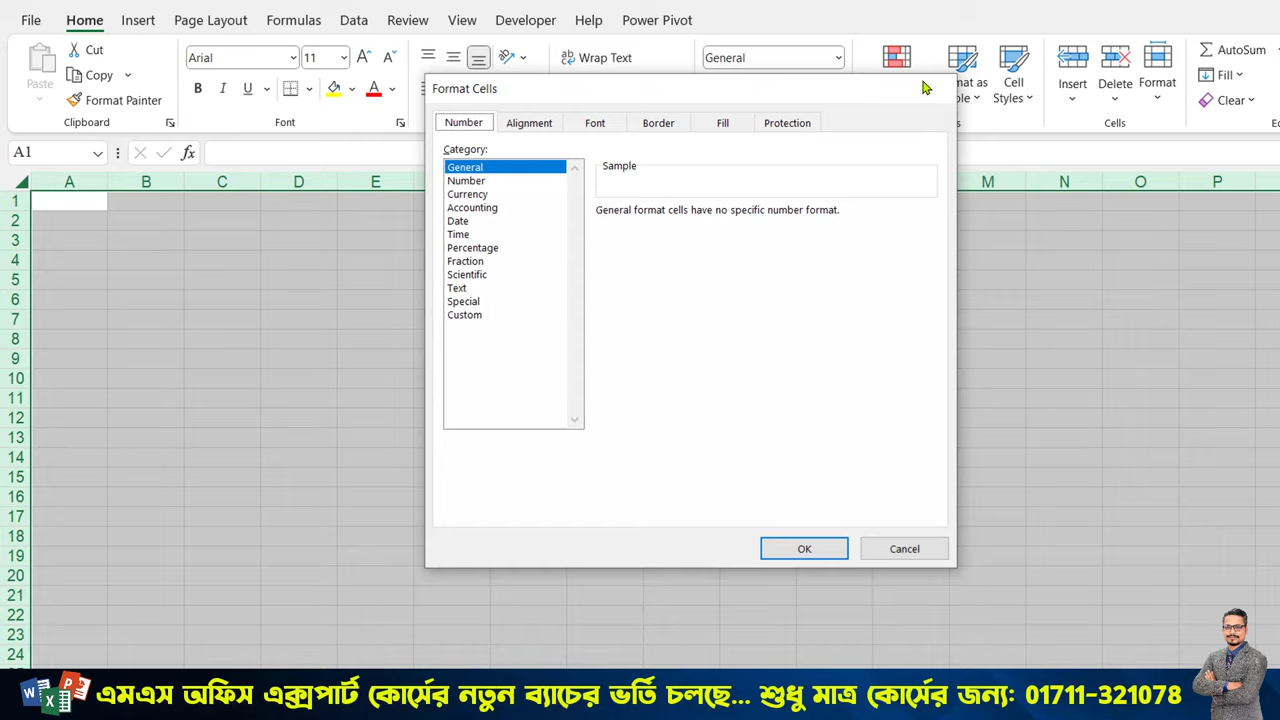 File Home Insert Page Layout Formulas Data Review View Developer Help Power Pivot
Paste
Cut
Copy
Format Painter
Clipboard
Arial 11
B I U A
Font
Wrap Text
General
Cell
Styles
Insert Delete Format
AutoSum
Fill
Clear
A1 fx
A B C D E M N O P
1
2
3
4
5
6
7
8
9
10
11
12
13
14
15
16
17
18
19
20
21
22
23
24
Format Cells
Number Alignment Font Border Fill Protection
Category:
General
Number
Currency
Accounting
Date
Time
Percentage
Fraction
Scientific
Text
Special
Custom
Sample
General format cells have no specific number format.
OK Cancel
এমএস অফিস এক্সপার্ট কোর্সের নতুন ব্যাচের ভর্তি চলছে... শুধু মাত্র কোর্সের জন্য: 01711-321078